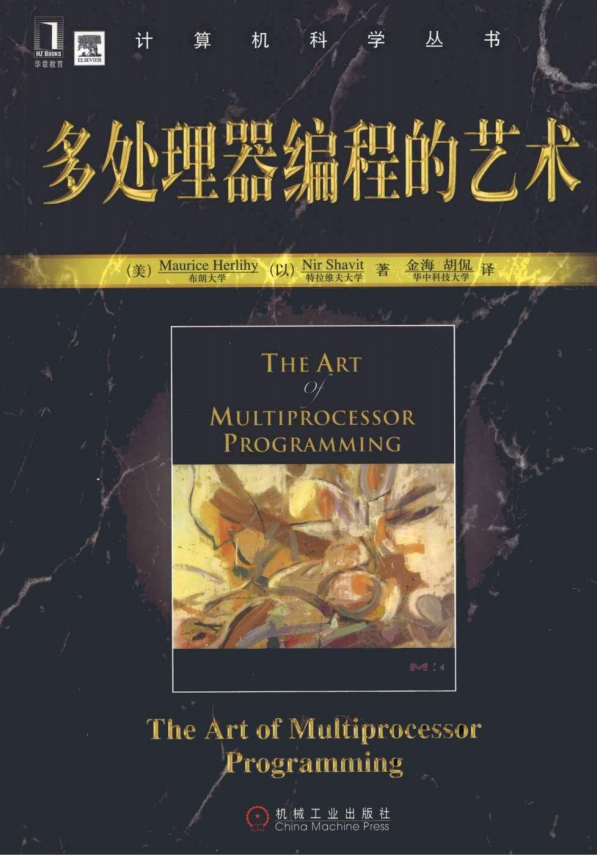 HZ BOOKS
华章教育
ELSEVIER
计算机科学丛书
多处理器编程的艺术
(美) Maurice Herlihy (以) Nir Shavit 著 金海 胡侃 译
布朗大学 特拉维夫大学 华中科技大学
THE ART
of
MULTIPROCESSOR
PROGRAMMING
The Art of Multiprocessor
Programming
机械工业出版社
China Machine Press